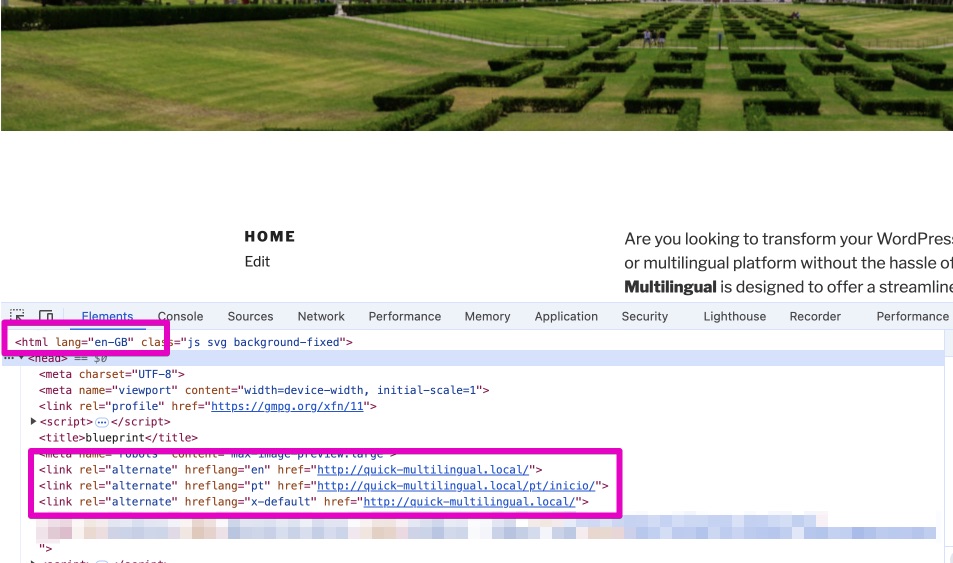 HOME
Edit
Are you looking to transform your WordPress
or multilingual platform without the hassle of
Multilingual is designed to offer a streamline
Elements Console Sources Network Performance Memory Application Security Lighthouse Recorder Performance
<html lang="en-GB" class="js svg background-fixed">
<head> == $0
<meta charset="UTF-8">
<meta name="viewport" content="width=device-width, initial-scale=1">
<link rel="profile" href="https://gmpg.org/xfn/11">
<script> </script>
<title>blueprint</title>
<meta name="robots" content="max-image-preview:large">
<link rel="alternate" hreflang="en" href="http://quick-multilingual.local/">
<link rel="alternate" hreflang="pt" href="http://quick-multilingual.local/pt/inicio/">
<link rel="alternate" hreflang="x-default" href="http://quick-multilingual.local/">
">
<script> </script>